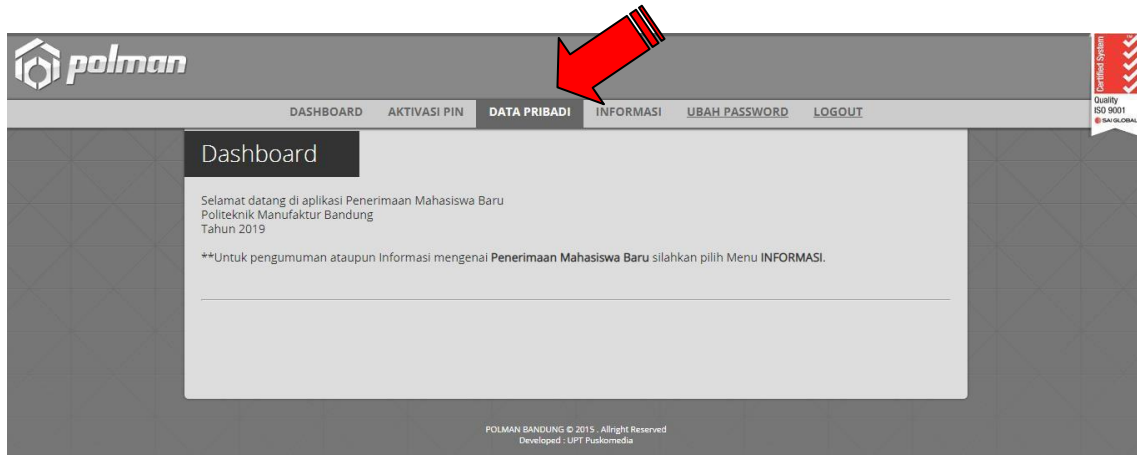 polman
Certified System
Quality
ISO 9001
SAI GLOBAL
DASHBOARD AKTIVASI PIN DATA PRIBADI INFORMASI UBAH PASSWORD LOGOUT
Dashboard
Selamat datang di aplikasi Penerimaan Mahasiswa Baru
Politeknik Manufaktur Bandung
Tahun 2019
**Untuk pengumuman ataupun Informasi mengenai Penerimaan Mahasiswa Baru silahkan pilih Menu INFORMASI.
POLMAN BANDUNG © 2015 . Allright Reserved
Developed : UPT Puskomedia